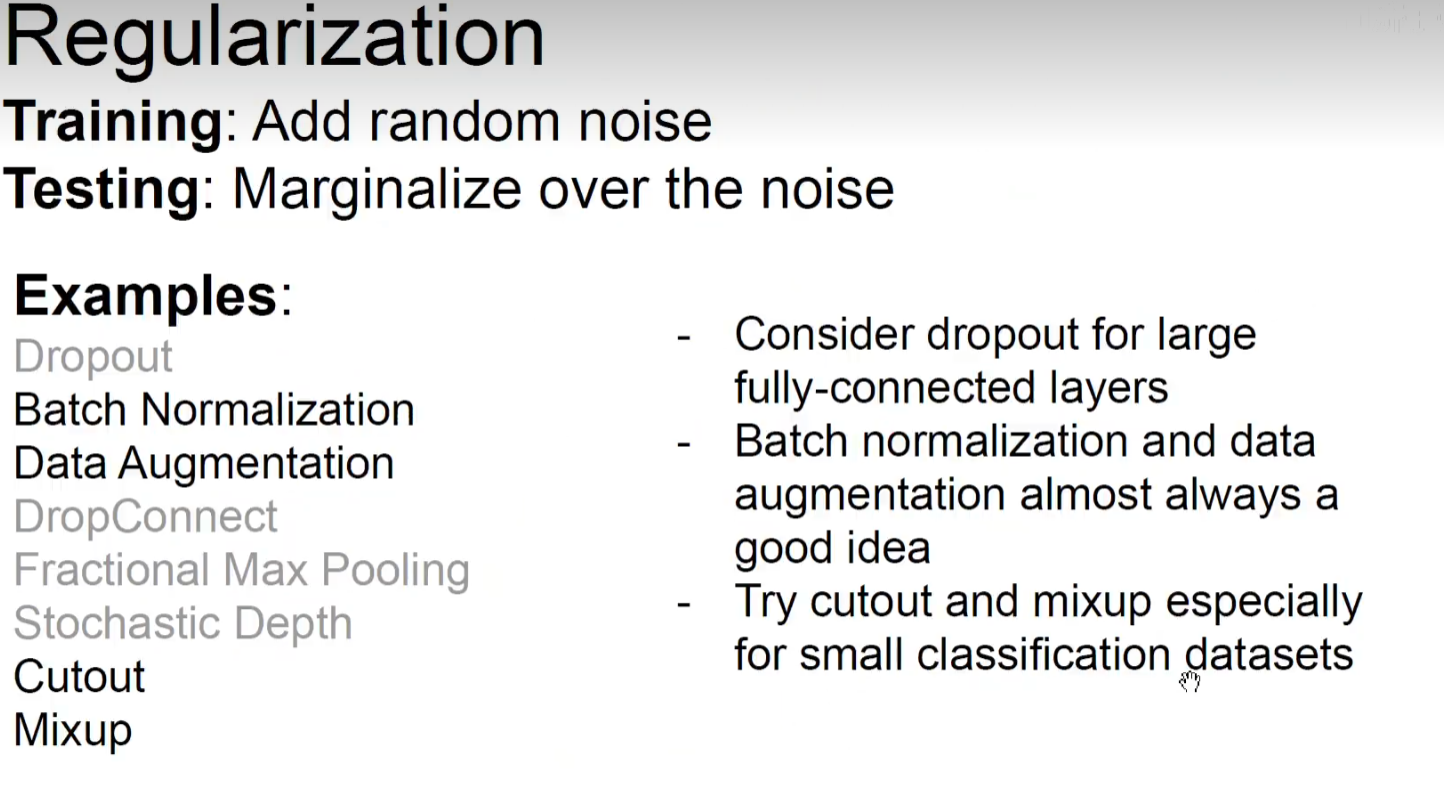 Regularization
Training: Add random noise
Testing: Marginalize over the noise
Examples:
Dropout
Batch Normalization
Data Augmentation
DropConnect
Fractional Max Pooling
Stochastic Depth
Cutout
Mixup
- Consider dropout for large
fully-connected layers
- Batch normalization and data
augmentation almost always a
good idea
- Try cutout and mixup especially
for small classification datasets